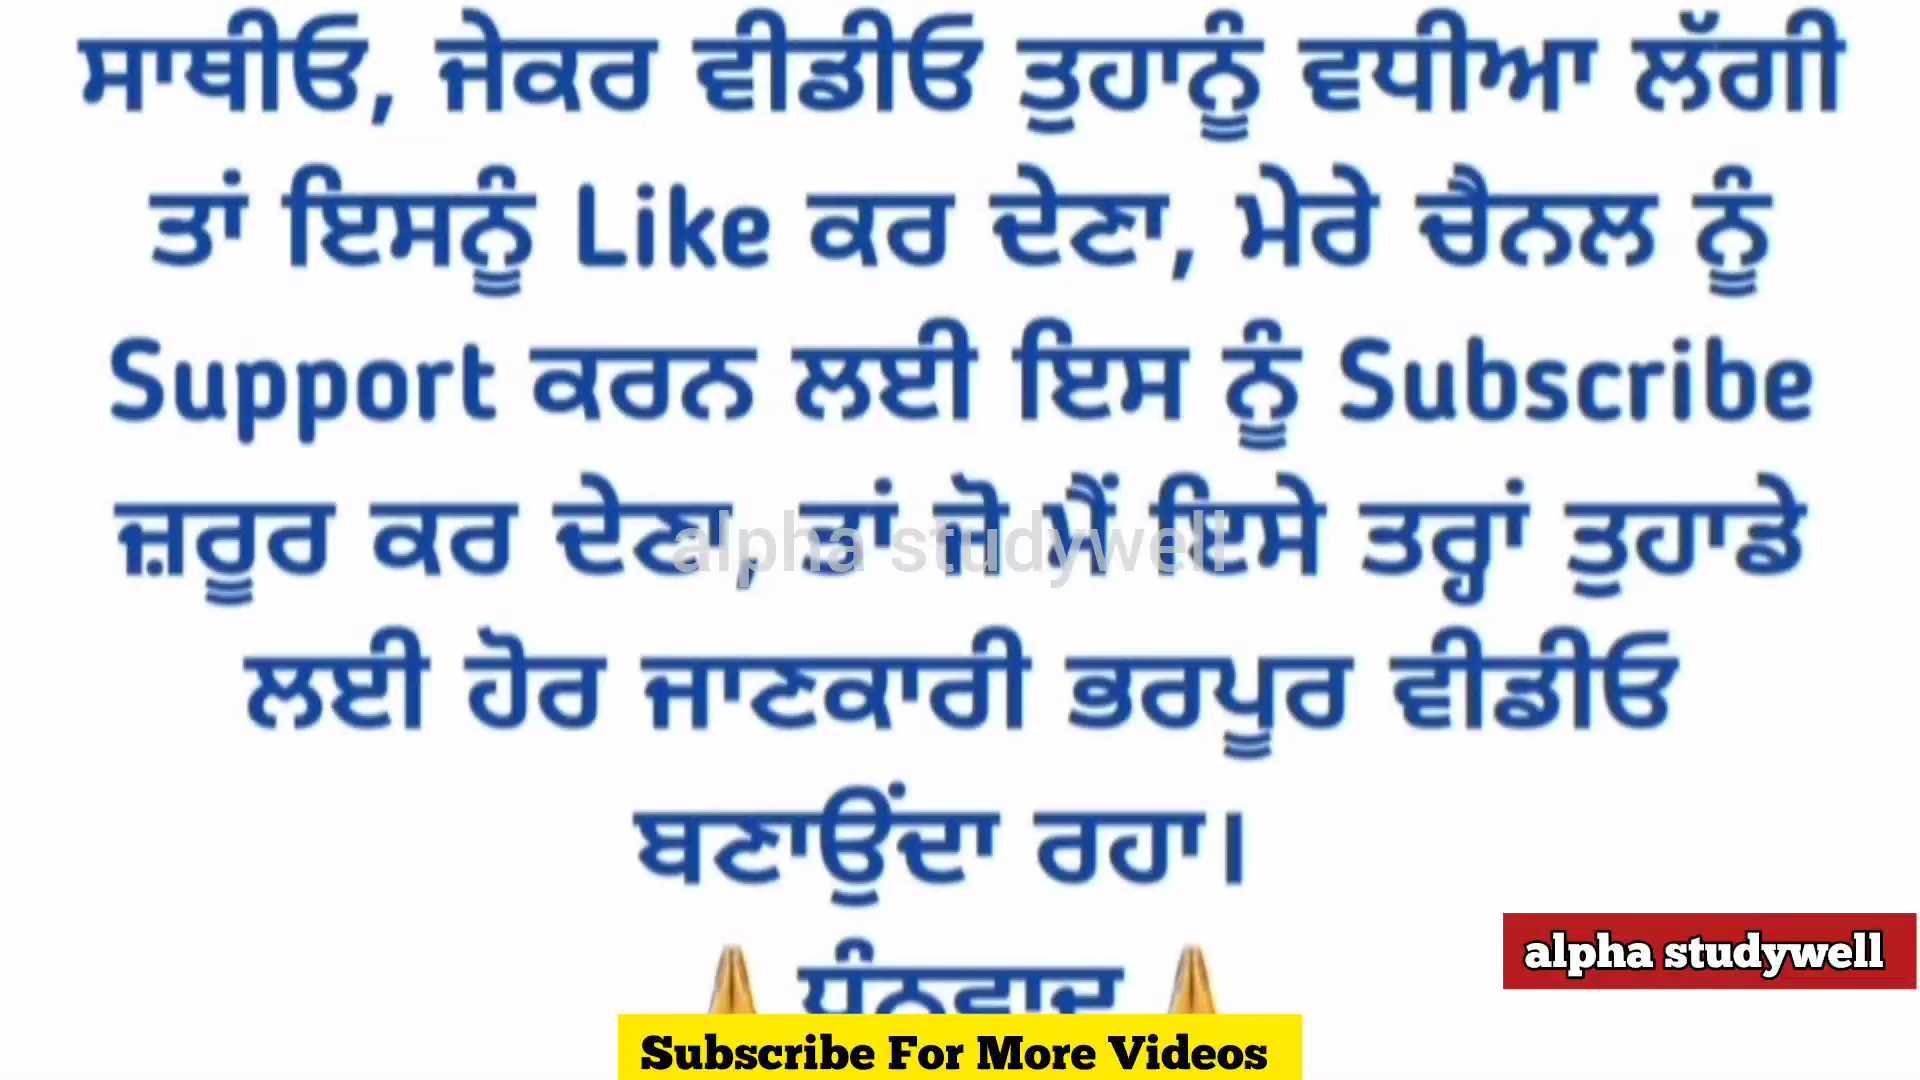 ਸਾਥੀਓ, ਜੇਕਰ ਵੀਡੀਓ ਤੁਹਾਨੂੰ ਵਧੀਆ ਲੱਗੀ
ਤਾਂ ਇਸਨੂੰ Like ਕਰ ਦੇਣਾ, ਮੇਰੇ ਚੈਨਲ ਨੂੰ
Support ਕਰਨ ਲਈ ਇਸ ਨੂੰ Subscribe
ਜ਼ਰੂਰ ਕਰ ਦੇਣਾ, ਤਾਂ ਜੋ ਮੈਂ ਇਸੇ ਤਰ੍ਹਾਂ ਤੁਹਾਡੇ
alpha studywell
ਲਈ ਹੋਰ ਜਾਣਕਾਰੀ ਭਰਪੂਰ ਵੀਡੀਓ
ਬਣਾਉਂਦਾ ਰਹਾ।
alpha studywell
🙏 ਧੰਨਵਾਦ 🙏
Subscribe For More Videos